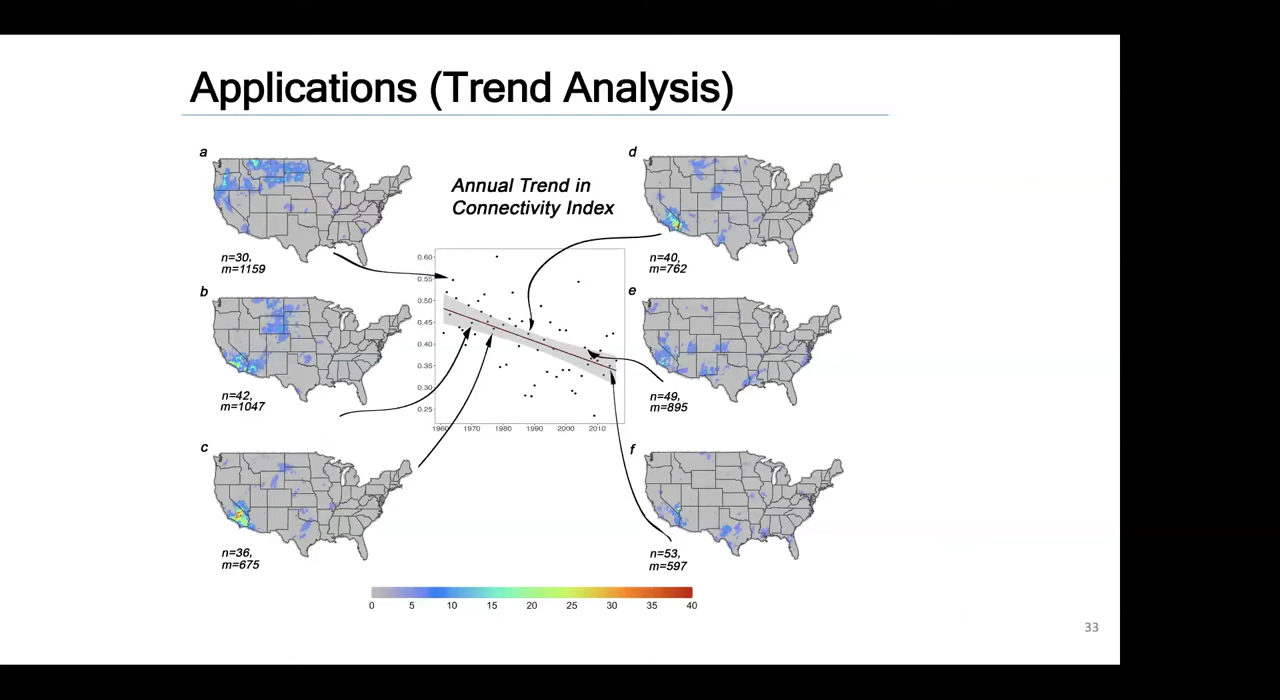 Applications (Trend Analysis)
a
n=30,
m=1159
b
n=42,
m=1047
c
n=36,
m=675
Annual Trend in
Connectivity Index
0.60
0.55
0.50
0.45
0.40
0.35
0.30
0.25
1960 1970 1980 1990 2000 2010
d
n=40,
m=762
e
n=49,
m=895
f
n=53,
m=597
0 5 10 15 20 25 30 35 40
33